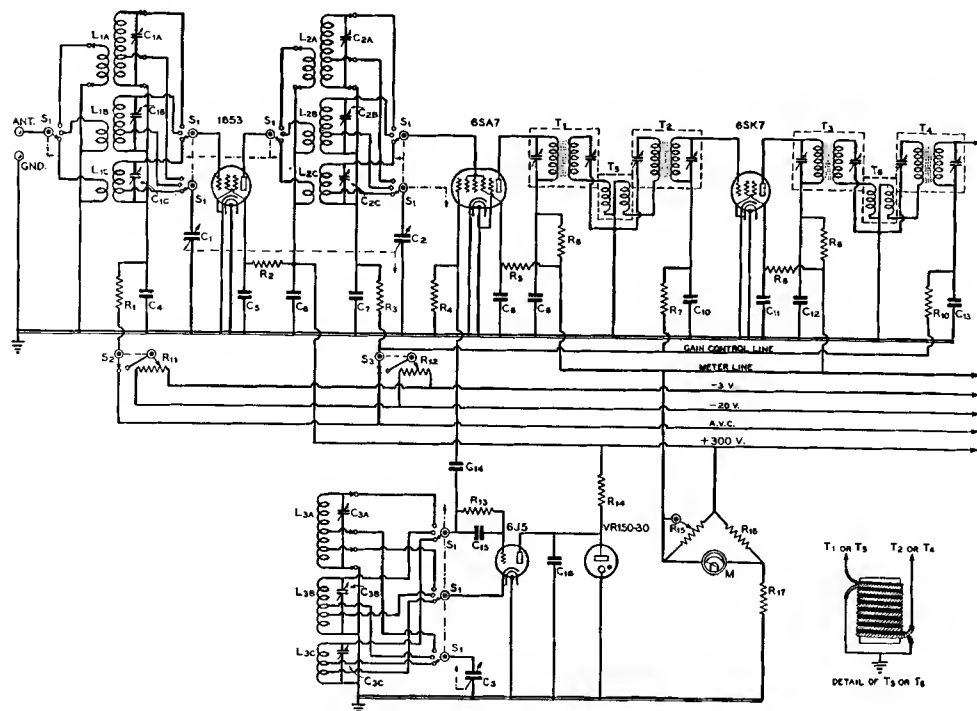 L1A
C1A
L2A
C2A
L1B
C1B
L2B
C2B
ANT.
S1
S1
1853
S1
S1
6SA7
T1
T2
6SK7
T3
T4
GND.
L1C
C1C
S1
L2C
C2C
S1
T5
T6
C1
C2
R2
R5
R6
R8
R1
C4
C5
C6
C7
R3
R4
C8
R7
C10
C11
C12
R10
C13
GAIN CONTROL LINE
METER LINE
S2
R11
S3
R12
-3 V.
-20 V.
A.V.C.
+300 V.
C14
R14
VR150-30
L3A
C3A
R13
6J5
S1
C15
C16
R15
R16
M
R17
L3B
C3B
S1
L3C
C3C
S1
C3
T1 OR T3
T2 OR T4
DETAIL OF T5 OR T6